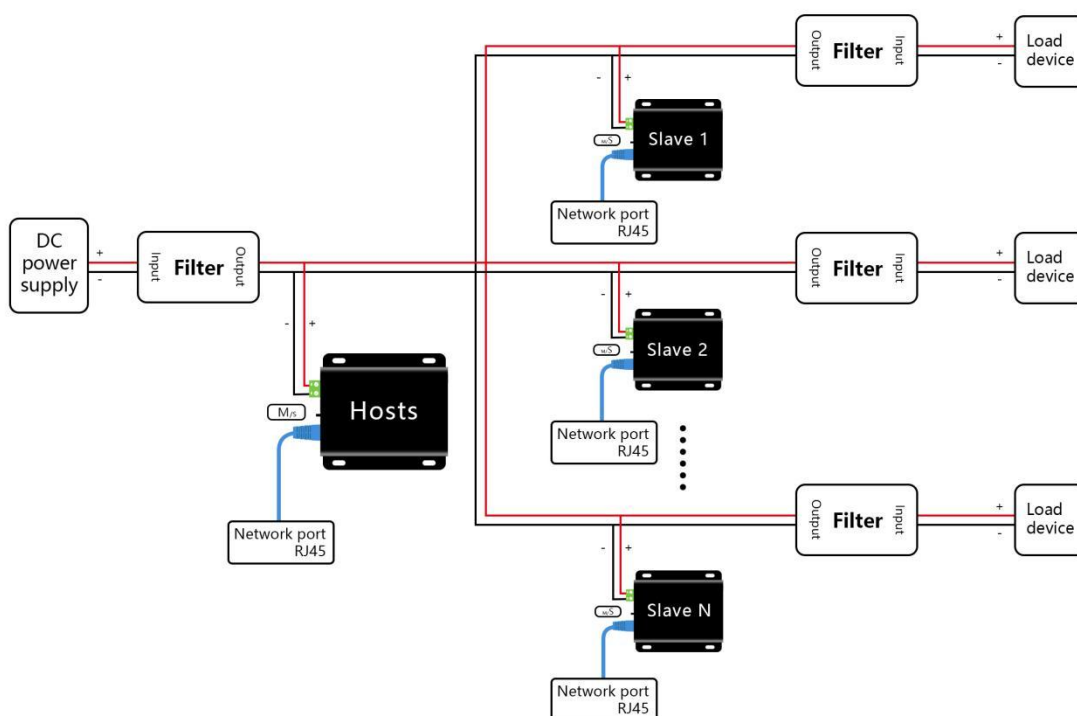 Output
Filter
Input
+
-
Load
device
-
+
M/S
Slave 1
Network port
RJ45
DC
power
supply
+
-
Input
Filter
Output
Output
Filter
Input
+
-
Load
device
-
+
-
+
M/S
Slave 2
Hosts
M/S
Network port
RJ45
Output
Filter
Input
+
-
Load
device
Network port
RJ45
-
+
M/S
Slave N
Network port
RJ45